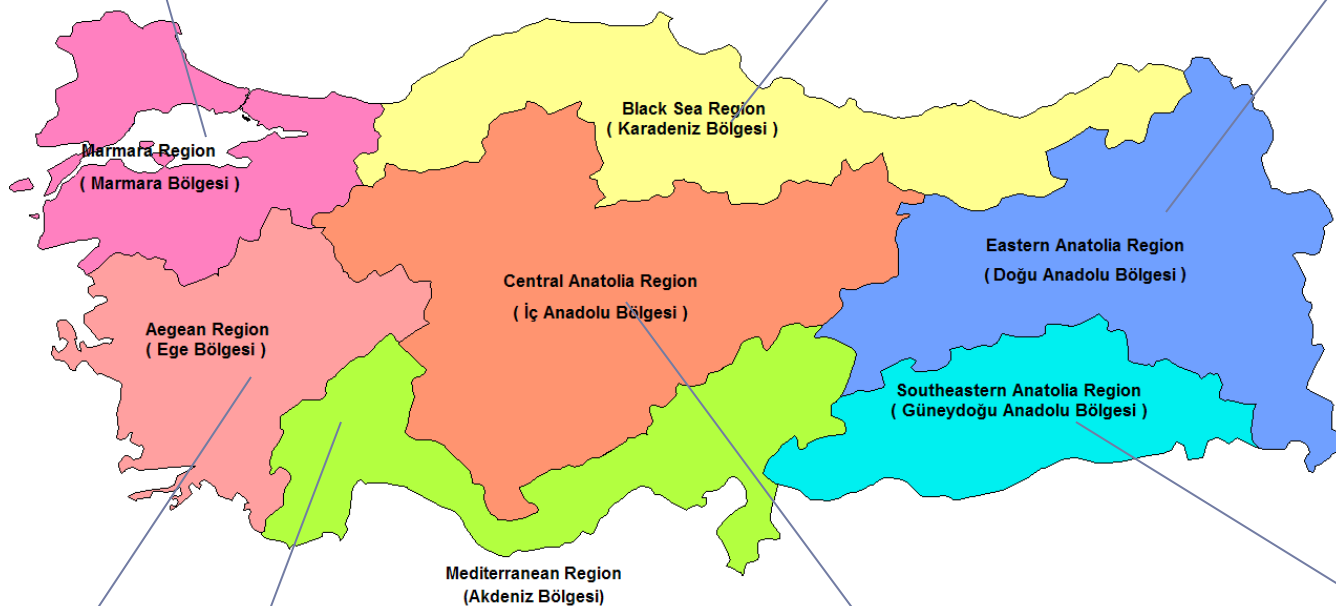 Black Sea Region
( Karadeniz Bölgesi )
Marmara Region
( Marmara Bölgesi )
Eastern Anatolia Region
( Doğu Anadolu Bölgesi )
Central Anatolia Region
( İç Anadolu Bölgesi )
Aegean Region
( Ege Bölgesi )
Southeastern Anatolia Region
( Güneydoğu Anadolu Bölgesi )
Mediterranean Region
(Akdeniz Bölgesi)